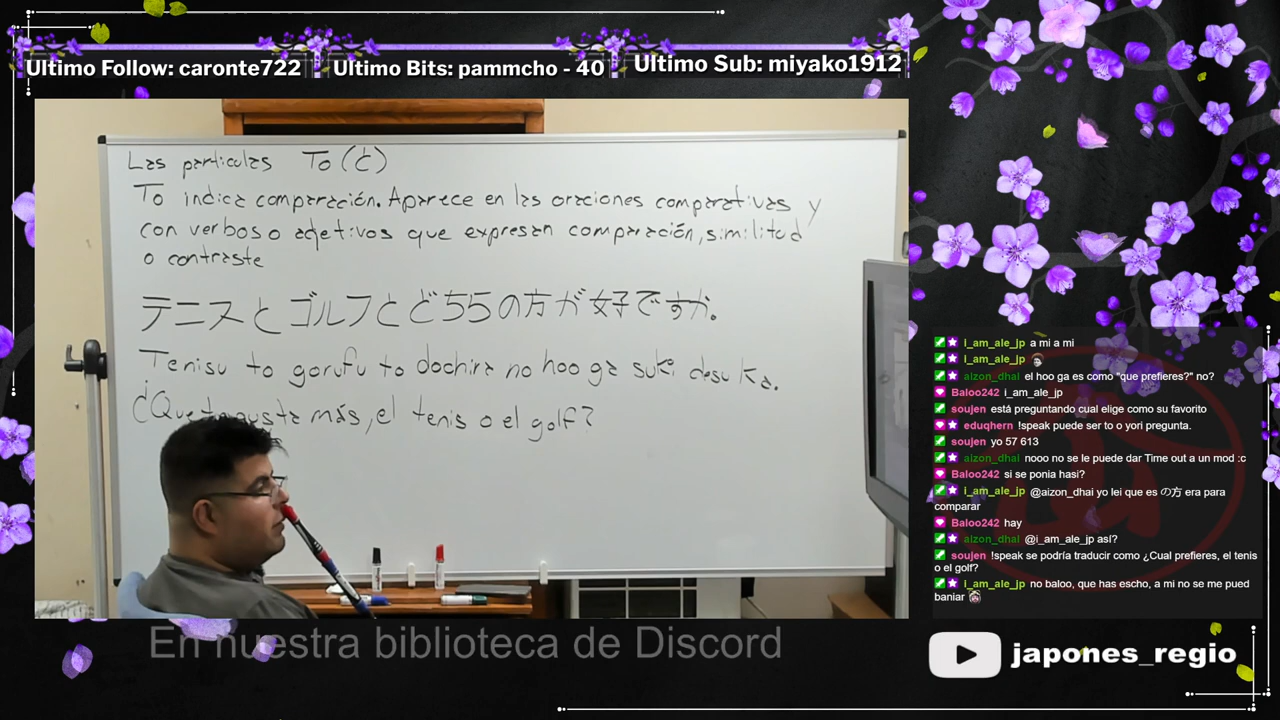 Ultimo Follow: caronte722
Ultimo Bits: pammcho - 40
Ultimo Sub: miyako1912
Las particulas To (と)
To indica comparación. Aparece en las oraciones comparativas y
con verbos o adjetivos que expresan comparación, similitud
o contraste
テニスとゴルフとどちらの方が好ですか。
Tenisu to gorufu to dochira no hoo ga suki desu ka.
¿Que te gusta más, el tenis o el golf?
i_am_ale_jp a mi a mi
i_am_ale_jp
aizon_dhal el hoo ga es como "que prefieres?" no?
Baloo242 i_am_ale_jp
soujen está preguntando cual elige como su favorito
eduqhern !speak puede ser to o yori pregunta.
soujen yo 57 613
aizon_dhal nooo no se le puede dar Time out a un mod :c
Baloo242 si se ponia hasi?
i_am_ale_jp @aizon_dhai yo lei que es の方 era para
comparar
Baloo242 hay
aizon_dhal @i_am_ale_jp así?
soujen !speak se podría traducir como ¿Cual prefieres, el tenis
o el golf?
i_am_ale_jp no baloo, que has escho, a mi no se me pued
baniar
En nuestra biblioteca de Discord
japones_regio